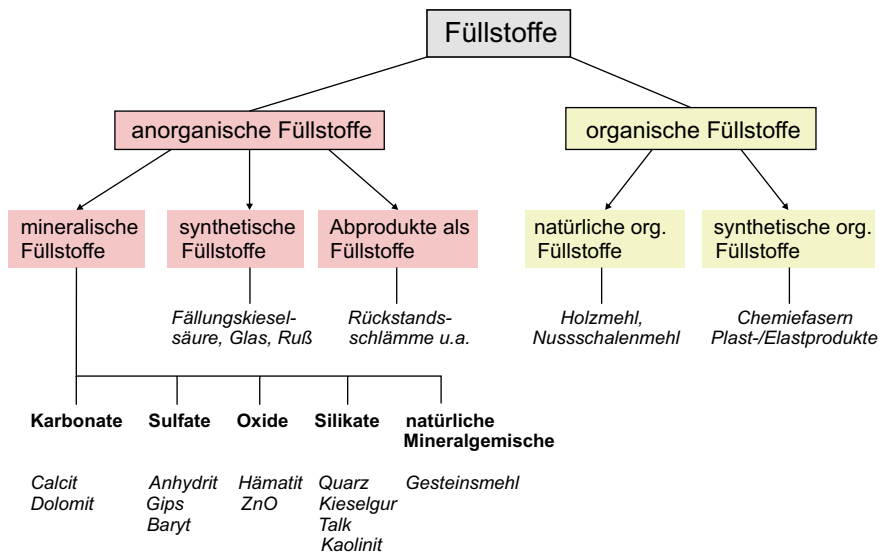 Füllstoffe
anorganische Füllstoffe
organische Füllstoffe
mineralische
Füllstoffe
synthetische
Füllstoffe
Abprodukte als
Füllstoffe
natürliche org.
Füllstoffe
synthetische org.
Füllstoffe
Fällungskiesel-
säure, Glas, Ruß
Rückstands-
schlämme u.a.
Holzmehl,
Nussschalenmehl
Chemiefasern
Plast-/Elastprodukte
Karbonate
Sulfate
Oxide
Silikate
natürliche
Mineralgemische
Calcit
Dolomit
Anhydrit
Gips
Baryt
Hämatit
ZnO
Quarz
Kieselgur
Talk
Kaolinit
Gesteinsmehl